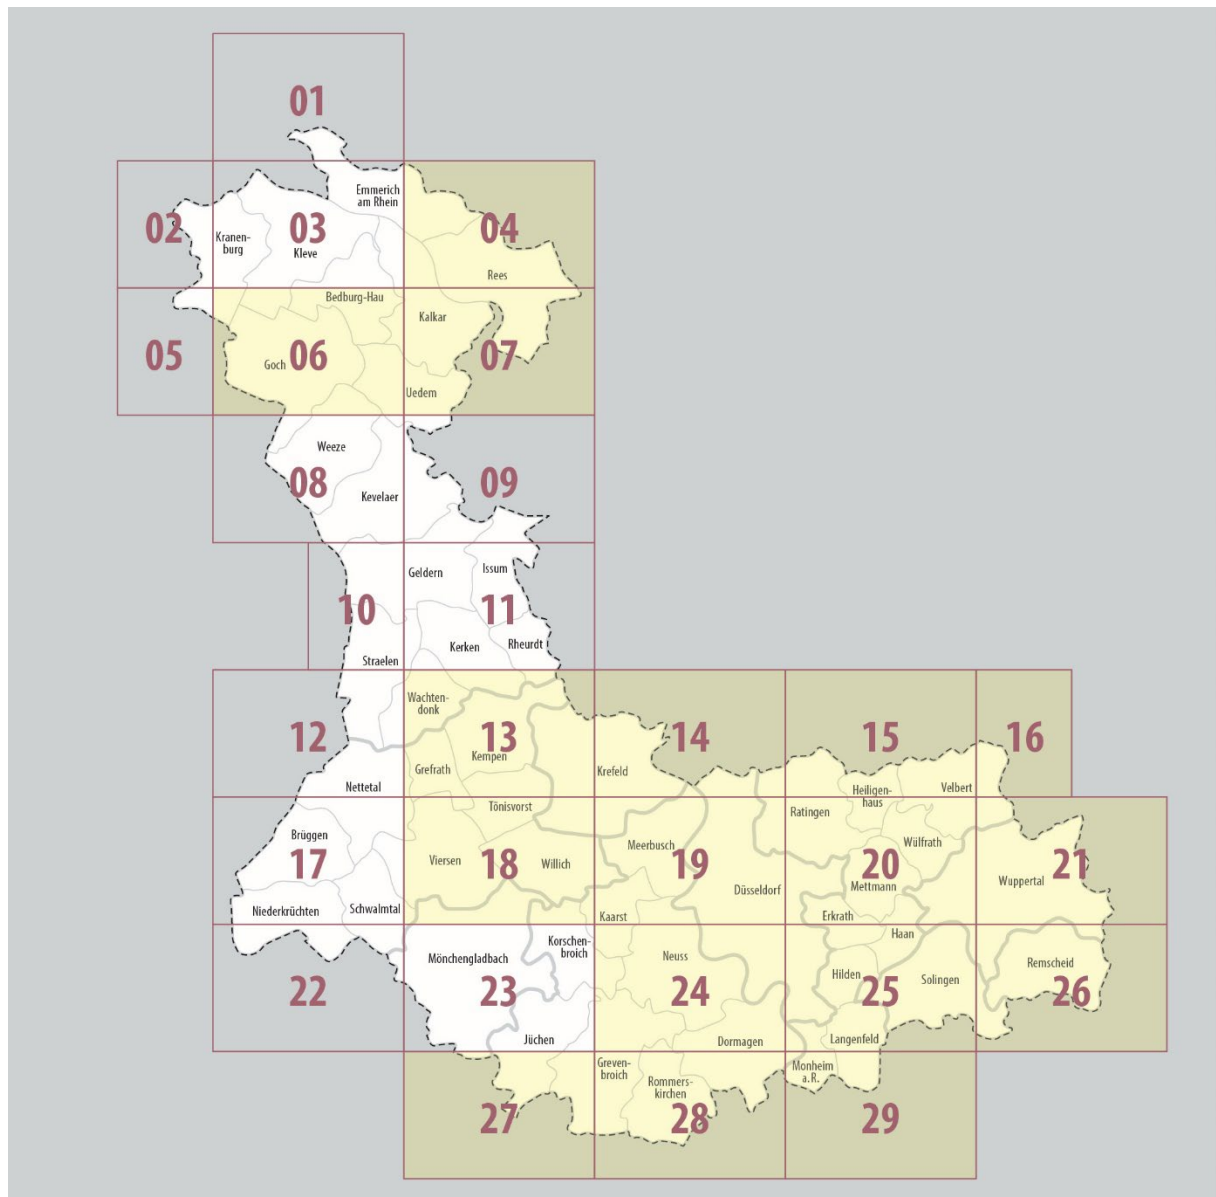 01
Emmerich
am Rhein
02
03
04
Kranen-
burg
Kleve
Rees
Bedburg-Hau
Kalkar
05
06
07
Goch
Uedem
Weeze
08
09
Kevelaer
Geldern
Issum
10
11
Kerken
Rheurdt
Straelen
Wachten-
donk
12
13
14
15
16
Kempen
Grefrath
Krefeld
Nettetal
Heiligen-
haus
Velbert
Tönisvorst
Ratingen
Brüggen
Meerbusch
Wülfrath
17
18
19
20
21
Viersen
Willich
Wuppertal
Mettmann
Düsseldorf
Niederkrüchten
Schwalmtal
Kaarst
Erkrath
Haan
Korschen-
broich
Mönchengladbach
Neuss
Remscheid
Hilden
Solingen
22
23
24
25
26
Jüchen
Dormagen
Langenfeld
Greven-
broich
Monheim
a.R.
Rommers-
kirchen
27
28
29